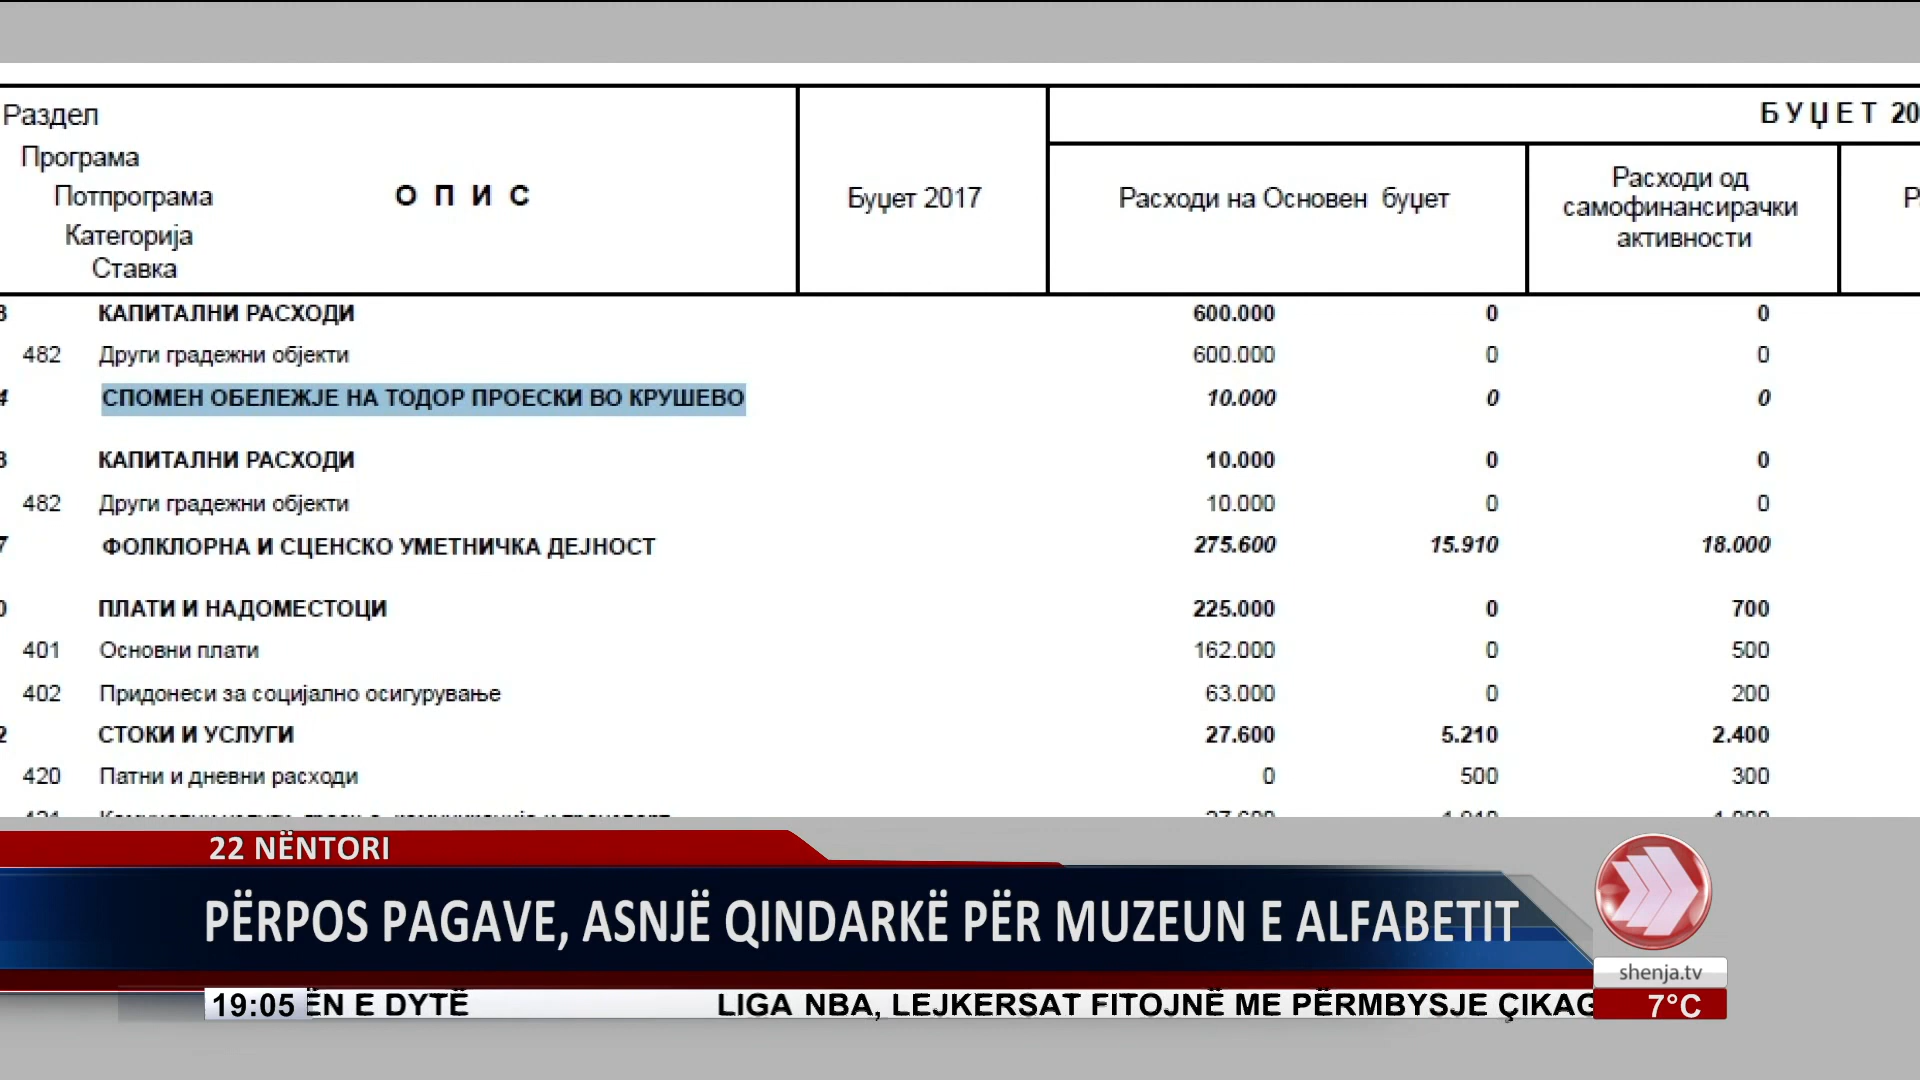 Раздел
Програма
Потпрограма
Категорија
Ставка
О П И С
Буџет 2017
БУЏЕТ 20
Расходи на Основен буџет
Расходи од
самофинансирачки
активности
КАПИТАЛНИ РАСХОДИ 600.000 0 0
482 Други градежни објекти 600.000 0 0
СПОМЕН ОБЕЛЕЖЈЕ НА ТОДОР ПРОЕСКИ ВО КРУШЕВО 10.000 0 0
КАПИТАЛНИ РАСХОДИ 10.000 0 0
482 Други градежни објекти 10.000 0 0
ФОЛКЛОРНА И СЦЕНСКО УМЕТНИЧКА ДЕЈНОСТ 275.600 15.910 18.000
ПЛАТИ И НАДОМЕСТОЦИ 225.000 0 700
401 Основни плати 162.000 0 500
402 Придонеси за социјално осигурување 63.000 0 200
СТОКИ И УСЛУГИ 27.600 5.210 2.400
420 Патни и дневни расходи 0 500 300
22 NËNTORI
PËRPOS PAGAVE, ASNJË QINDARKË PËR MUZEUN E ALFABETIT
shenja.tv
19:05 ËN E DYTË LIGA NBA, LEJKERSAT FITOJNË ME PËRMBYSJE ÇIKAG 7°C